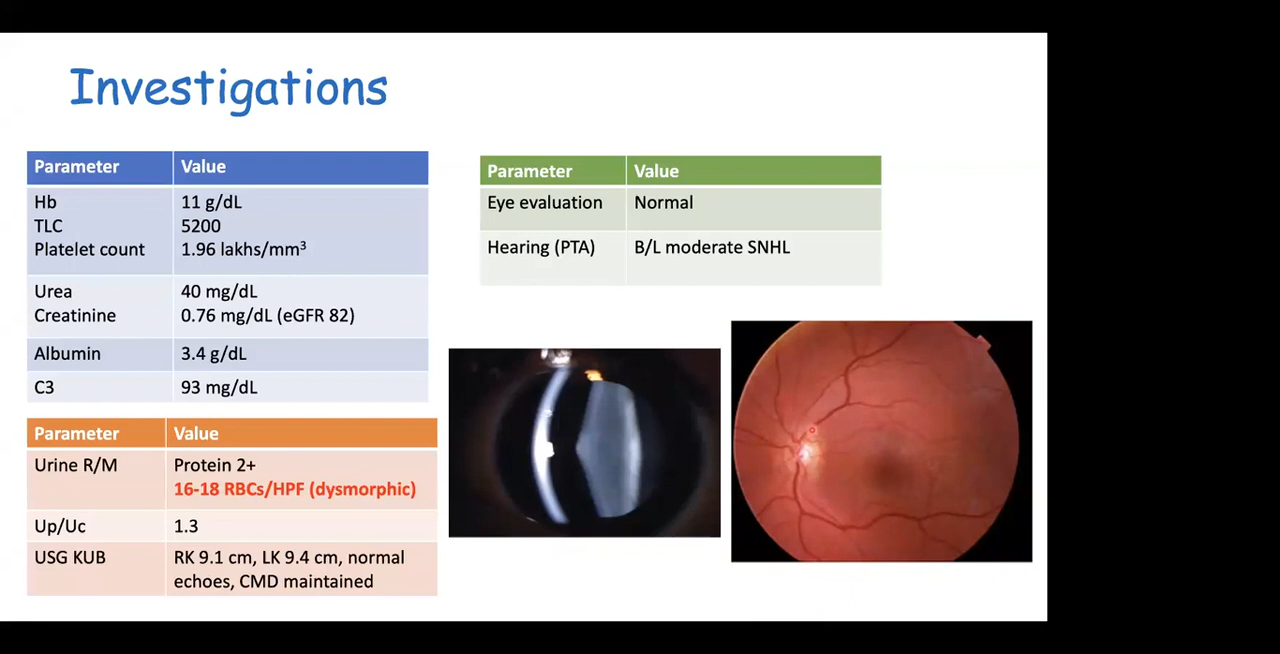 Investigations
Parameter Value
Hb 11 g/dL
TLC 5200
Platelet count 1.96 lakhs/mm³
Urea 40 mg/dL
Creatinine 0.76 mg/dL (eGFR 82)
Albumin 3.4 g/dL
C3 93 mg/dL
Parameter Value
Urine R/M Protein 2+
16-18 RBCs/HPF (dysmorphic)
Up/Uc 1.3
USG KUB RK 9.1 cm, LK 9.4 cm, normal
echoes, CMD maintained
Parameter Value
Eye evaluation Normal
Hearing (PTA) B/L moderate SNHL